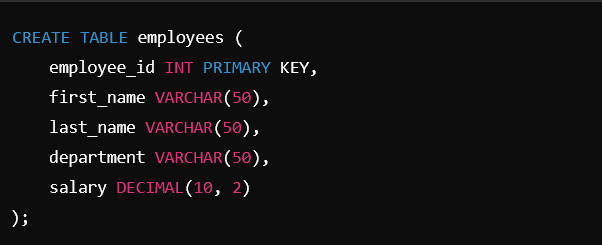 CREATE TABLE employees (
    employee_id INT PRIMARY KEY,
    first_name VARCHAR(50),
    last_name VARCHAR(50),
    department VARCHAR(50),
    salary DECIMAL(10, 2)
);